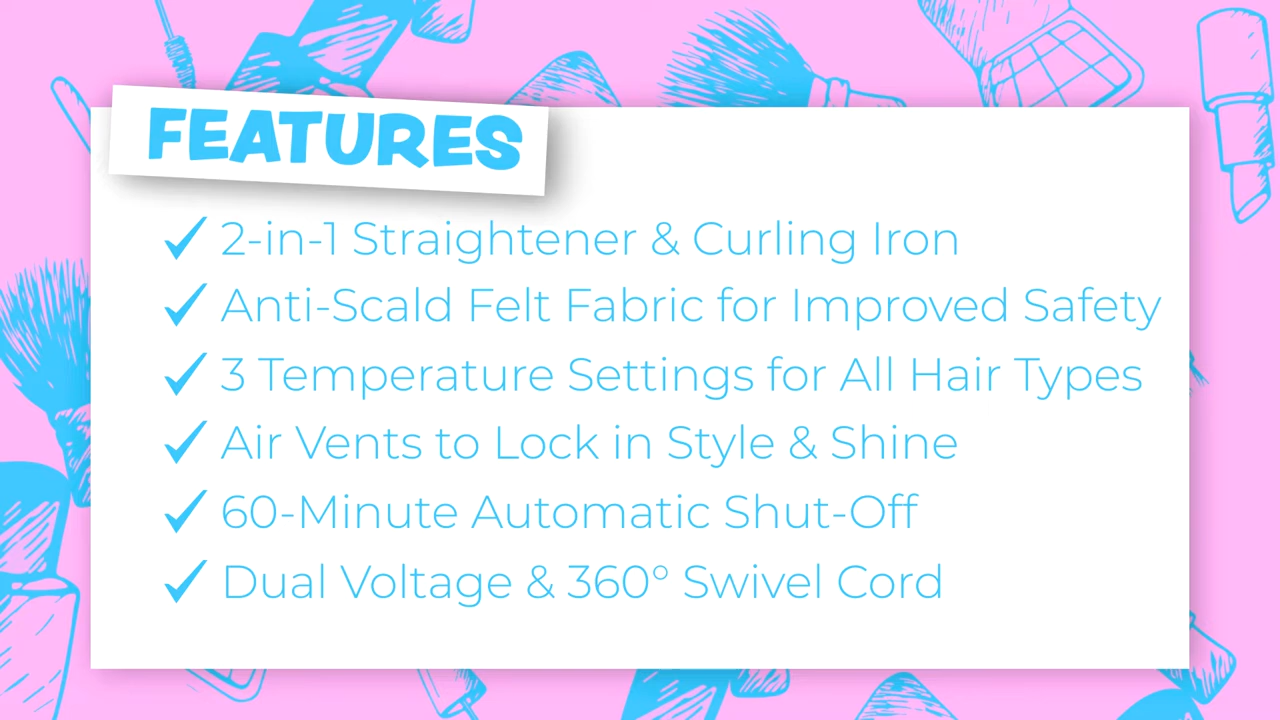 FEATURES
2-in-1 Straightener & Curling Iron
Anti-Scald Felt Fabric for Improved Safety
3 Temperature Settings for All Hair Types
Air Vents to Lock in Style & Shine
60-Minute Automatic Shut-Off
Dual Voltage & 360° Swivel Cord